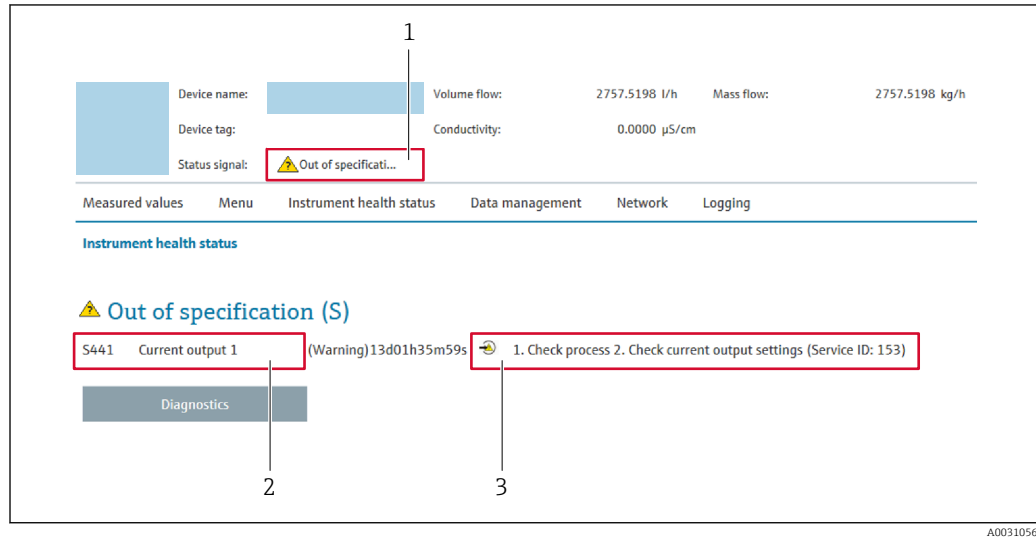 1
Device name: Volume flow: 2757.5198 l/h Mass flow: 2757.5198 kg/h
Device tag: Conductivity: 0.0000 µS/cm
Status signal: Out of specificati...
Measured values Menu Instrument health status Data management Network Logging
Instrument health status
Out of specification (S)
S441 Current output 1 (Warning)13d01h35m59s 1. Check process 2. Check current output settings (Service ID: 153)
Diagnostics
2 3
A0031056